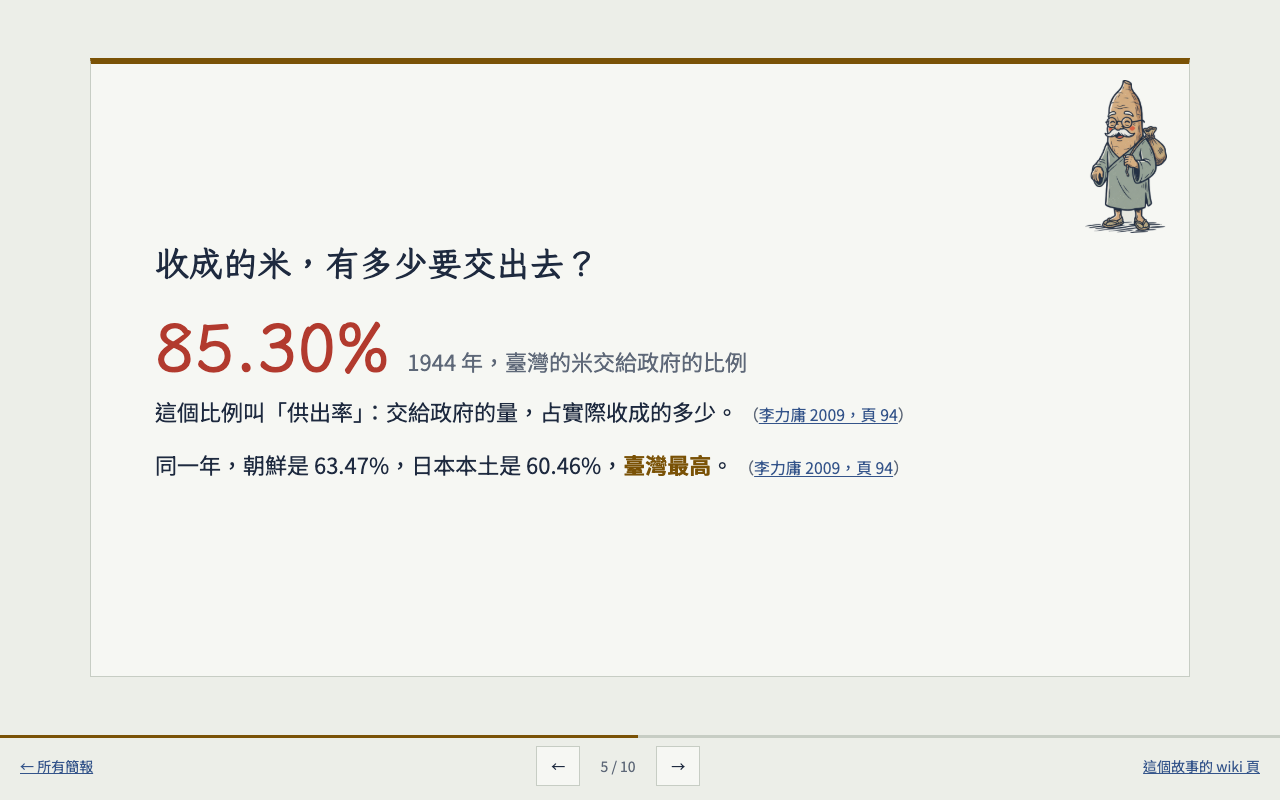 收成的米，有多少要交出去？
85.30% 1944 年，臺灣的米交給政府的比例
這個比例叫「供出率」：交給政府的量，占實際收成的多少。（李力庸 2009，頁 94）
同一年，朝鮮是 63.47%，日本本土是 60.46%，臺灣最高。（李力庸 2009，頁 94）
← 所有簡報
←
5 / 10
→
這個故事的 wiki 頁